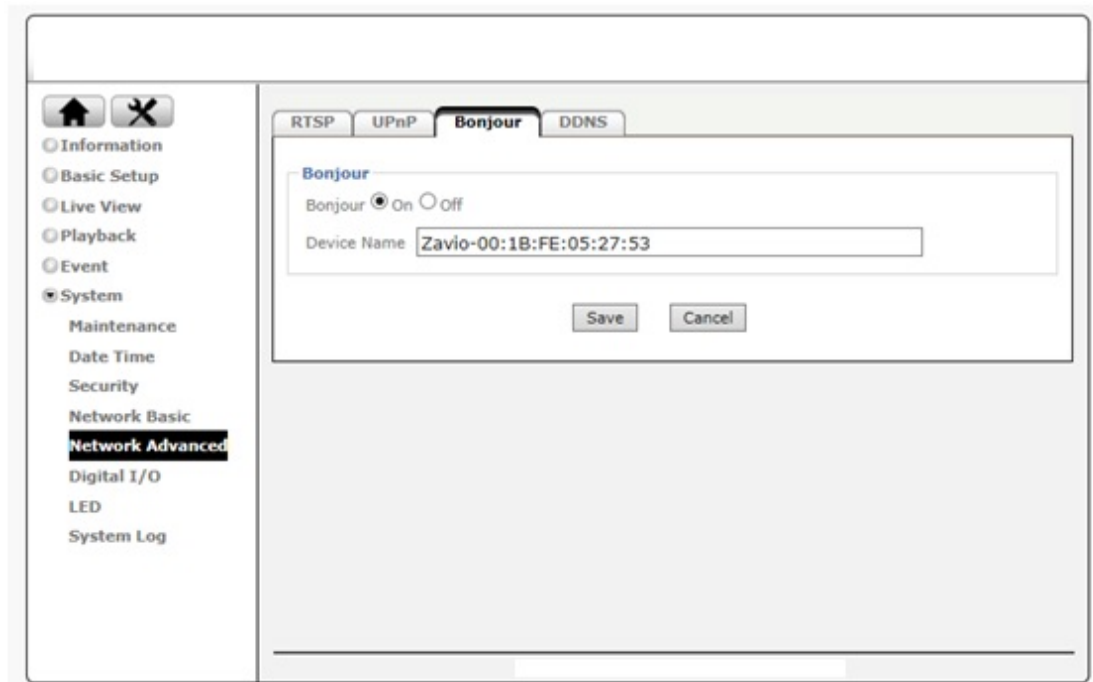 RTSP UPnP Bonjour DDNS
Information
Basic Setup
Live View
Playback
Event
System
Maintenance
Date Time
Security
Network Basic
Network Advanced
Digital I/O
LED
System Log
Bonjour
Bonjour On Off
Device Name Zavio-00:1B:FE:05:27:53
Save Cancel